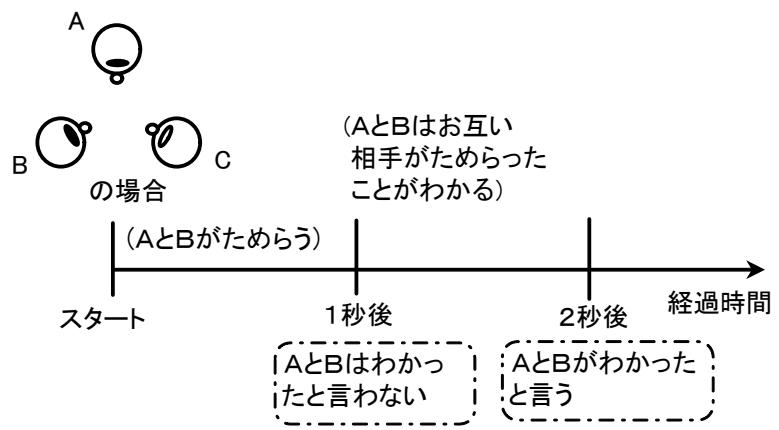 A
B
C
の場合
(AとBはお互い
相手がためらった
ことがわかる)
(AとBがためらう)
スタート
1秒後
2秒後
経過時間
AとBはわかっ
たと言わない
AとBがわかった
と言う